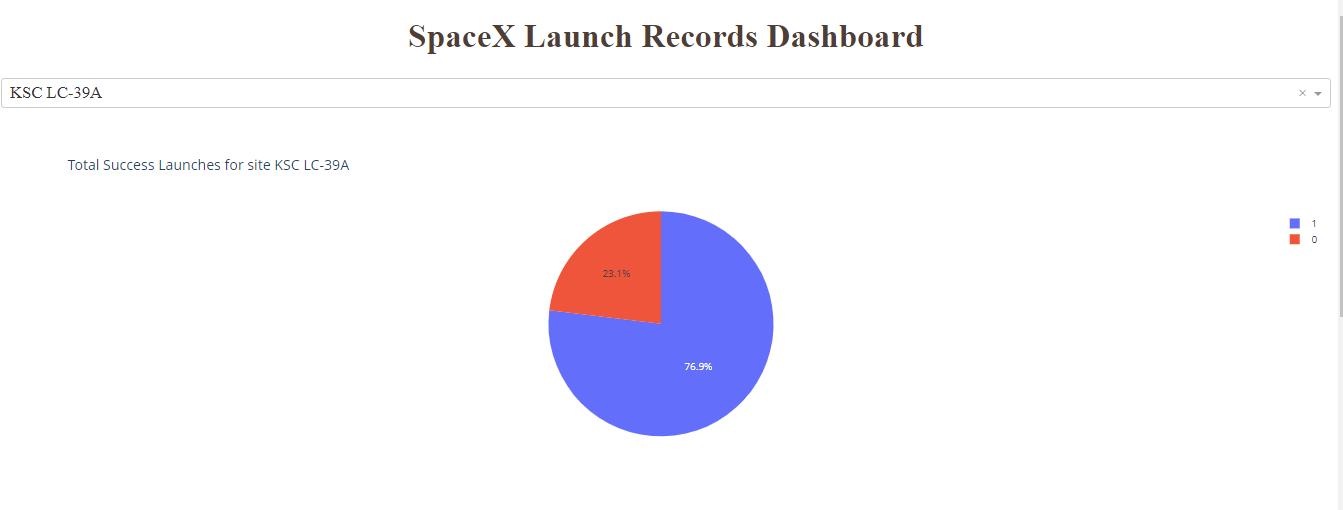 SpaceX Launch Records Dashboard
KSC LC-39A
Total Success Launches for site KSC LC-39A
1
0
23.1%
76.9%